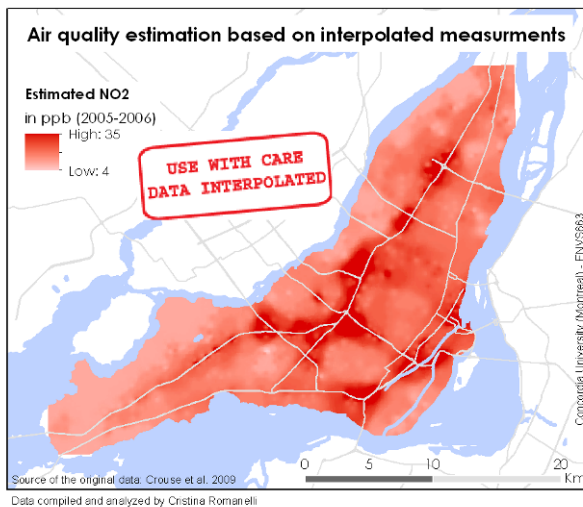 Air quality estimation based on interpolated measurments
Estimated NO2
in ppb (2005-2006)
High: 35
Low: 4
USE WITH CARE
DATA INTERPOLATED
Concordia University (Montreal) - ENVS663
Source of the original data: Crouse et al. 2009
0 5 10 20
Km
Data compiled and analyzed by Cristina Romanelli